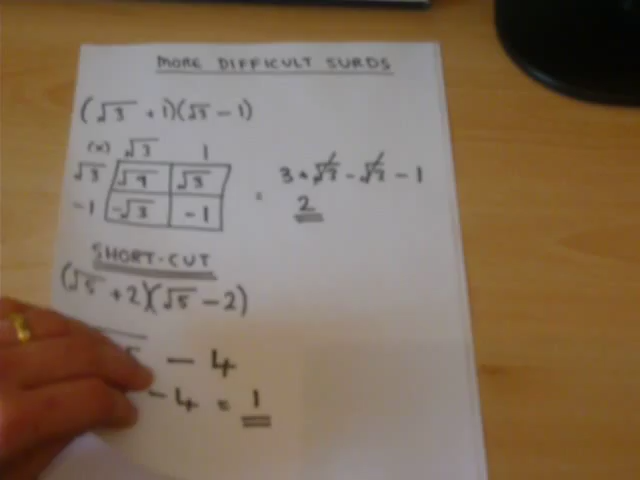 MORE DIFFICULT SURDS
(√3 + 1)(√3 - 1)
(×) √3 1
√3 √9 √3
-1 -√3 -1
= 3 + √3 - √3 - 1
2
SHORT-CUT
(√5 + 2)(√5 - 2)
- 4
- 4 = 1